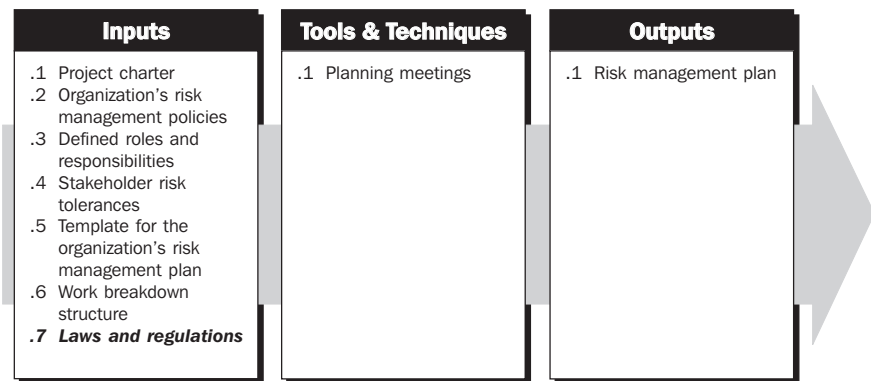 Inputs
.1 Project charter
.2 Organization's risk
management policies
.3 Defined roles and
responsibilities
.4 Stakeholder risk
tolerances
.5 Template for the
organization's risk
management plan
.6 Work breakdown
structure
.7 Laws and regulations
Tools & Techniques
.1 Planning meetings
Outputs
.1 Risk management plan